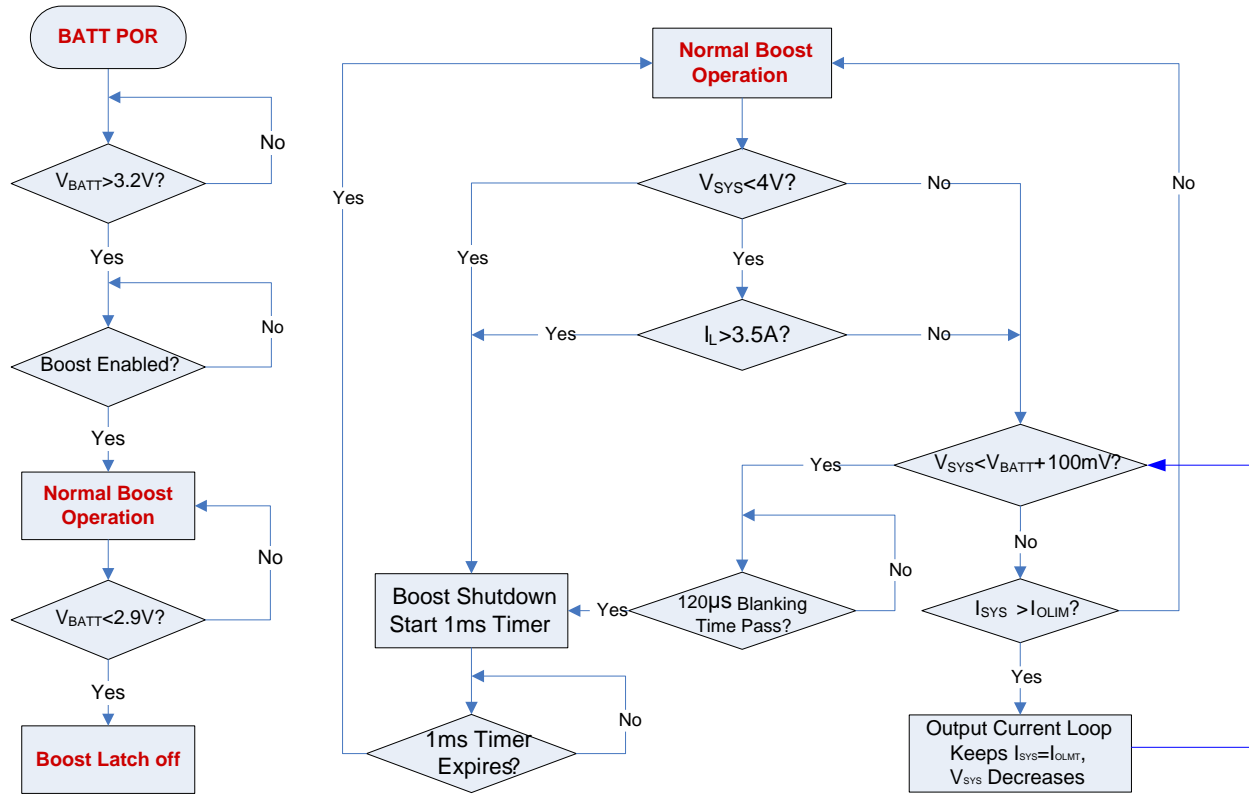 BATT POR
No
VBATT>3.2V?
Yes
No
Boost Enabled?
Yes
Normal Boost
Operation
No
VBATT<2.9V?
Yes
Boost Latch off
Normal Boost
Operation
Yes
VSYS<4V?
No
No
Yes
Yes
IL>3.5A?
Yes
No
VSYS<VBATT+100mV?
Yes
No
No
Boost Shutdown
Start 1ms Timer
Yes
120µs Blanking
Time Pass?
ISYS >IOLIM?
Yes
No
1ms Timer
Expires?
Output Current Loop
Keeps ISYS=IOLMT,
VSYS Decreases